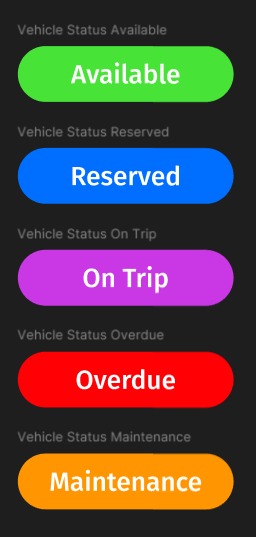 Vehicle Status Available
Available
Vehicle Status Reserved
Reserved
Vehicle Status On Trip
On Trip
Vehicle Status Overdue
Overdue
Vehicle Status Maintenance
Maintenance